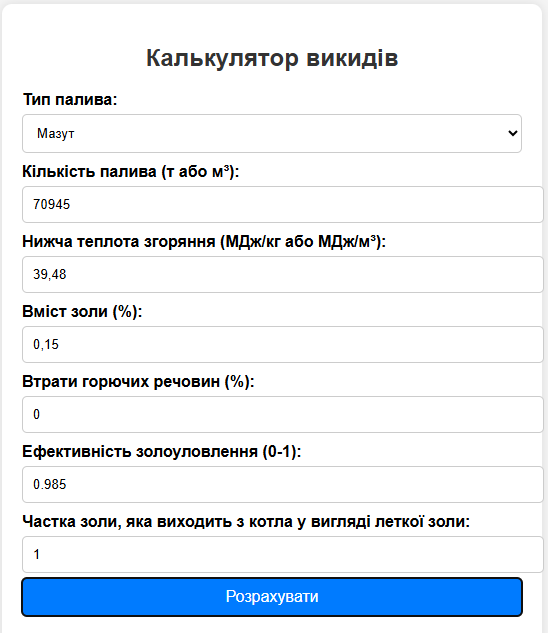 Калькулятор викидів
Тип палива:
Мазут
Кількість палива (т або м³):
70945
Нижча теплота згоряння (МДж/кг або МДж/м³):
39,48
Вміст золи (%):
0,15
Втрати горючих речовин (%):
0
Ефективність золоуловлення (0-1):
0.985
Частка золи, яка виходить з котла у вигляді леткої золи:
1
Розрахувати